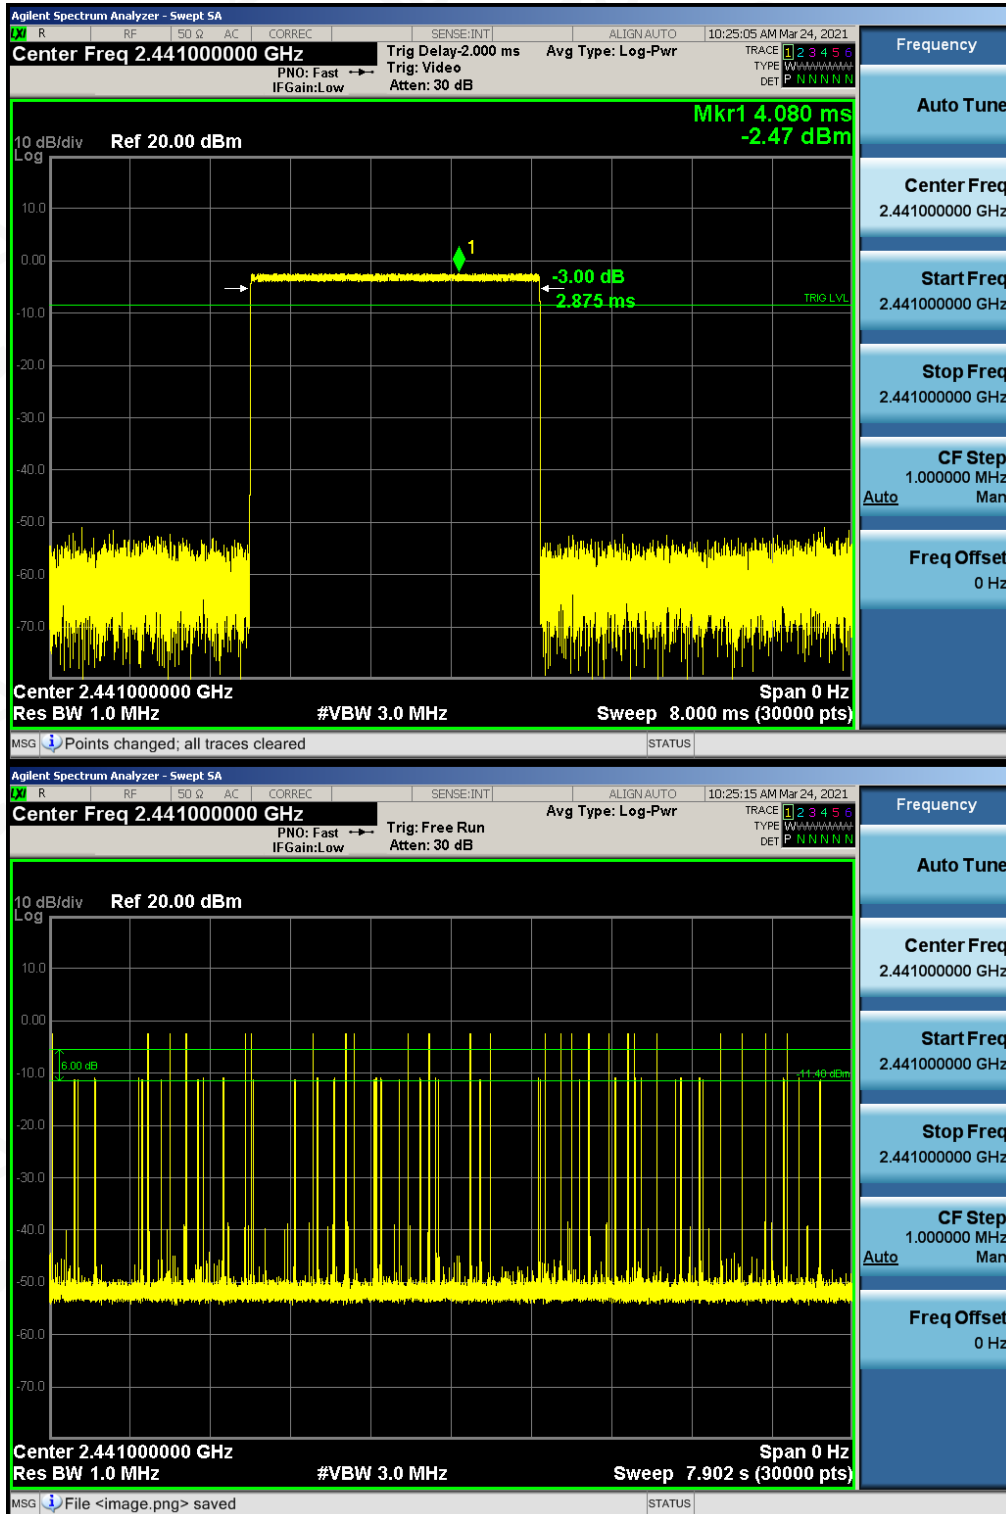 Agilent Spectrum Analyzer - Swept SA
LXI R RF 50 Ω AC CORREC SENSE:INT ALIGN AUTO 10:25:05 AM Mar 24, 2021
Center Freq 2.441000000 GHz
PNO: Fast
IFGain:Low
Trig Delay-2.000 ms
Trig: Video
Atten: 30 dB
Avg Type: Log-Pwr
TRACE 1 2 3 4 5 6
TYPE WWWWWW
DET P N N N N N
Frequency
Mkr1 4.080 ms
-2.47 dBm
10 dB/div
Log
Ref 20.00 dBm
10.0
0.00
-10.0
-20.0
-30.0
-40.0
-50.0
-60.0
-70.0
1
-3.00 dB
2.875 ms
TRIG LVL
Auto Tune
Center Freq
2.441000000 GHz
Start Freq
2.441000000 GHz
Stop Freq
2.441000000 GHz
CF Step
1.000000 MHz
Auto Man
Freq Offset
0 Hz
Center 2.441000000 GHz Span 0 Hz
Res BW 1.0 MHz #VBW 3.0 MHz Sweep 8.000 ms (30000 pts)
MSG Points changed; all traces cleared STATUS
Agilent Spectrum Analyzer - Swept SA
LXI R RF 50 Ω AC CORREC SENSE:INT ALIGN AUTO 10:25:15 AM Mar 24, 2021
Center Freq 2.441000000 GHz
PNO: Fast
IFGain:Low
Trig: Free Run
Atten: 30 dB
Avg Type: Log-Pwr
TRACE 1 2 3 4 5 6
TYPE WWWWWW
DET P N N N N N
Frequency
10 dB/div
Log
Ref 20.00 dBm
10.0
0.00
-10.0
-20.0
-30.0
-40.0
-50.0
-60.0
-70.0
6.00 dB
-11.40 dBm
Auto Tune
Center Freq
2.441000000 GHz
Start Freq
2.441000000 GHz
Stop Freq
2.441000000 GHz
CF Step
1.000000 MHz
Auto Man
Freq Offset
0 Hz
Center 2.441000000 GHz Span 0 Hz
Res BW 1.0 MHz #VBW 3.0 MHz Sweep 7.902 s (30000 pts)
MSG File <image.png> saved STATUS